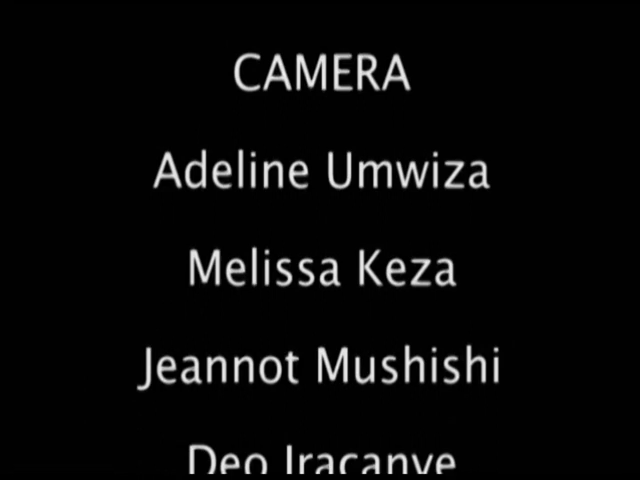 CAMERA
Adeline Umwiza
Melissa Keza
Jeannot Mushishi
Deo Iracanye